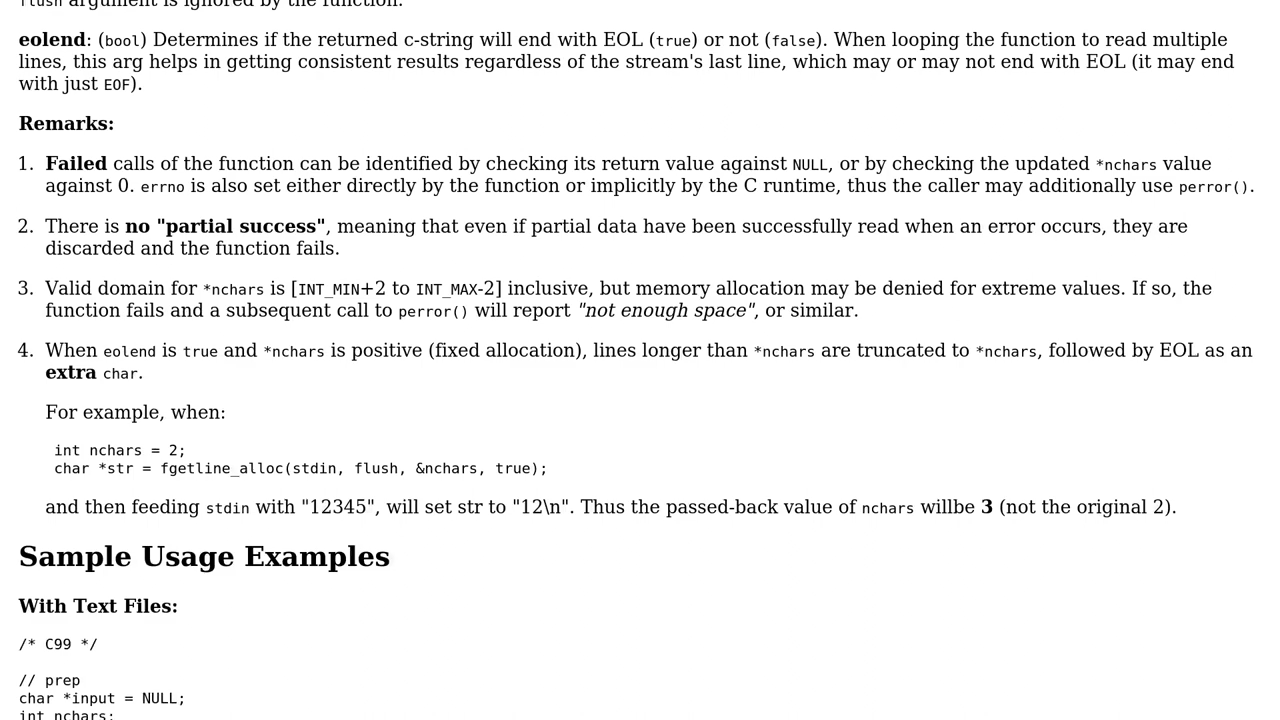 flush argument is ignored by the function.
eolend: (bool) Determines if the returned c-string will end with EOL (true) or not (false). When looping the function to read multiple
lines, this arg helps in getting consistent results regardless of the stream's last line, which may or may not end with EOL (it may end
with just EOF).
Remarks:
1. Failed calls of the function can be identified by checking its return value against NULL, or by checking the updated *nchars value
against 0. errno is also set either directly by the function or implicitly by the C runtime, thus the caller may additionally use perror().
2. There is no "partial success", meaning that even if partial data have been successfully read when an error occurs, they are
discarded and the function fails.
3. Valid domain for *nchars is [INT_MIN+2 to INT_MAX-2] inclusive, but memory allocation may be denied for extreme values. If so, the
function fails and a subsequent call to perror() will report "not enough space", or similar.
4. When eolend is true and *nchars is positive (fixed allocation), lines longer than *nchars are truncated to *nchars, followed by EOL as an
extra char.
For example, when:
int nchars = 2;
char *str = fgetline_alloc(stdin, flush, &nchars, true);
and then feeding stdin with "12345", will set str to "12\n". Thus the passed-back value of nchars willbe 3 (not the original 2).
Sample Usage Examples
With Text Files:
/* C99 */
// prep
char *input = NULL;
int nchars;